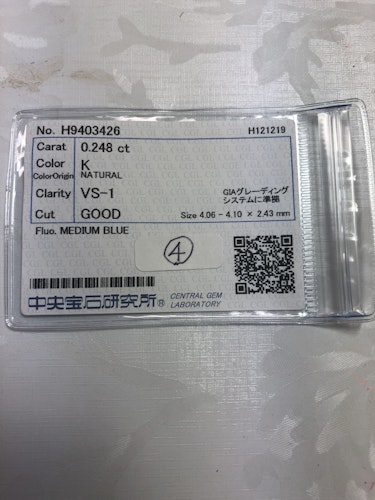 No. H9403426 H121219
Carat 0.248 ct
Color K
ColorOrigin NATURAL
Clarity VS-1 GIAグレーディング
システムに準拠
Cut GOOD Size 4.06 - 4.10 × 2.43 mm
Fluo. MEDIUM BLUE
④
中央宝石研究所® CENTRAL GEM
LABORATORY